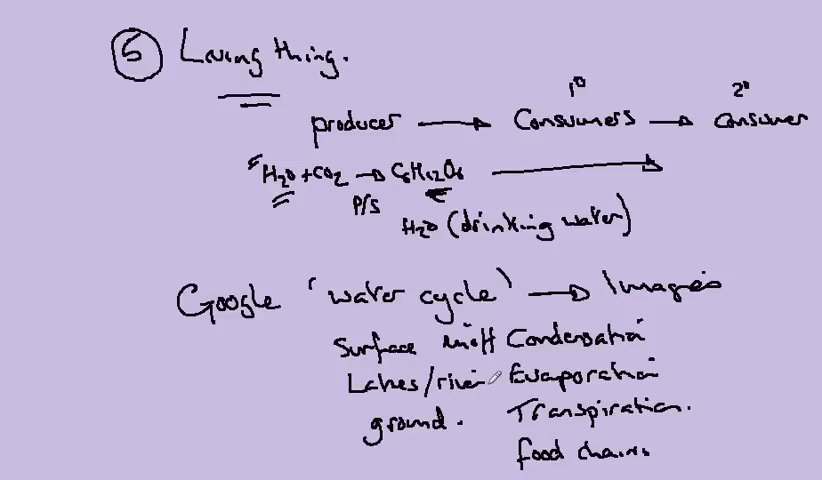 5 Living thing.
1° 2°
producer → Consumers → Consumer
H₂O + CO₂ → C₆H₁₂O₆ →
P/S
H₂O (drinking water)
Google 'water cycle' → Images
Surface runoff Condensation
Lakes/river Evaporation
ground. Transpiration.
food chains.